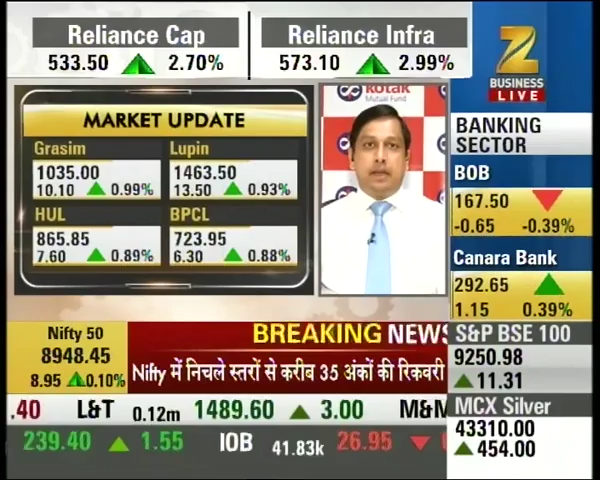 Reliance Cap
533.50 2.70%
Reliance Infra
573.10 2.99%
Z
BUSINESS
LIVE
MARKET UPDATE
Grasim
1035.00
10.10 0.99%
Lupin
1463.50
13.50 0.93%
HUL
865.85
7.60 0.89%
BPCL
723.95
6.30 0.88%
kotak
Mutual Fund
BANKING
SECTOR
BOB
167.50
-0.65 -0.39%
Canara Bank
292.65
1.15 0.39%
Nifty 50
8948.45
8.95 0.10%
BREAKING NEWS
Nifty में निचले स्तरों से करीब 35 अंकों की रिकवरी
S&P BSE 100
9250.98
11.31
MCX Silver
43310.00
454.00
.40 L&T 0.12m 1489.60 3.00 M&M
239.40 1.55 IOB 41.83k 26.95